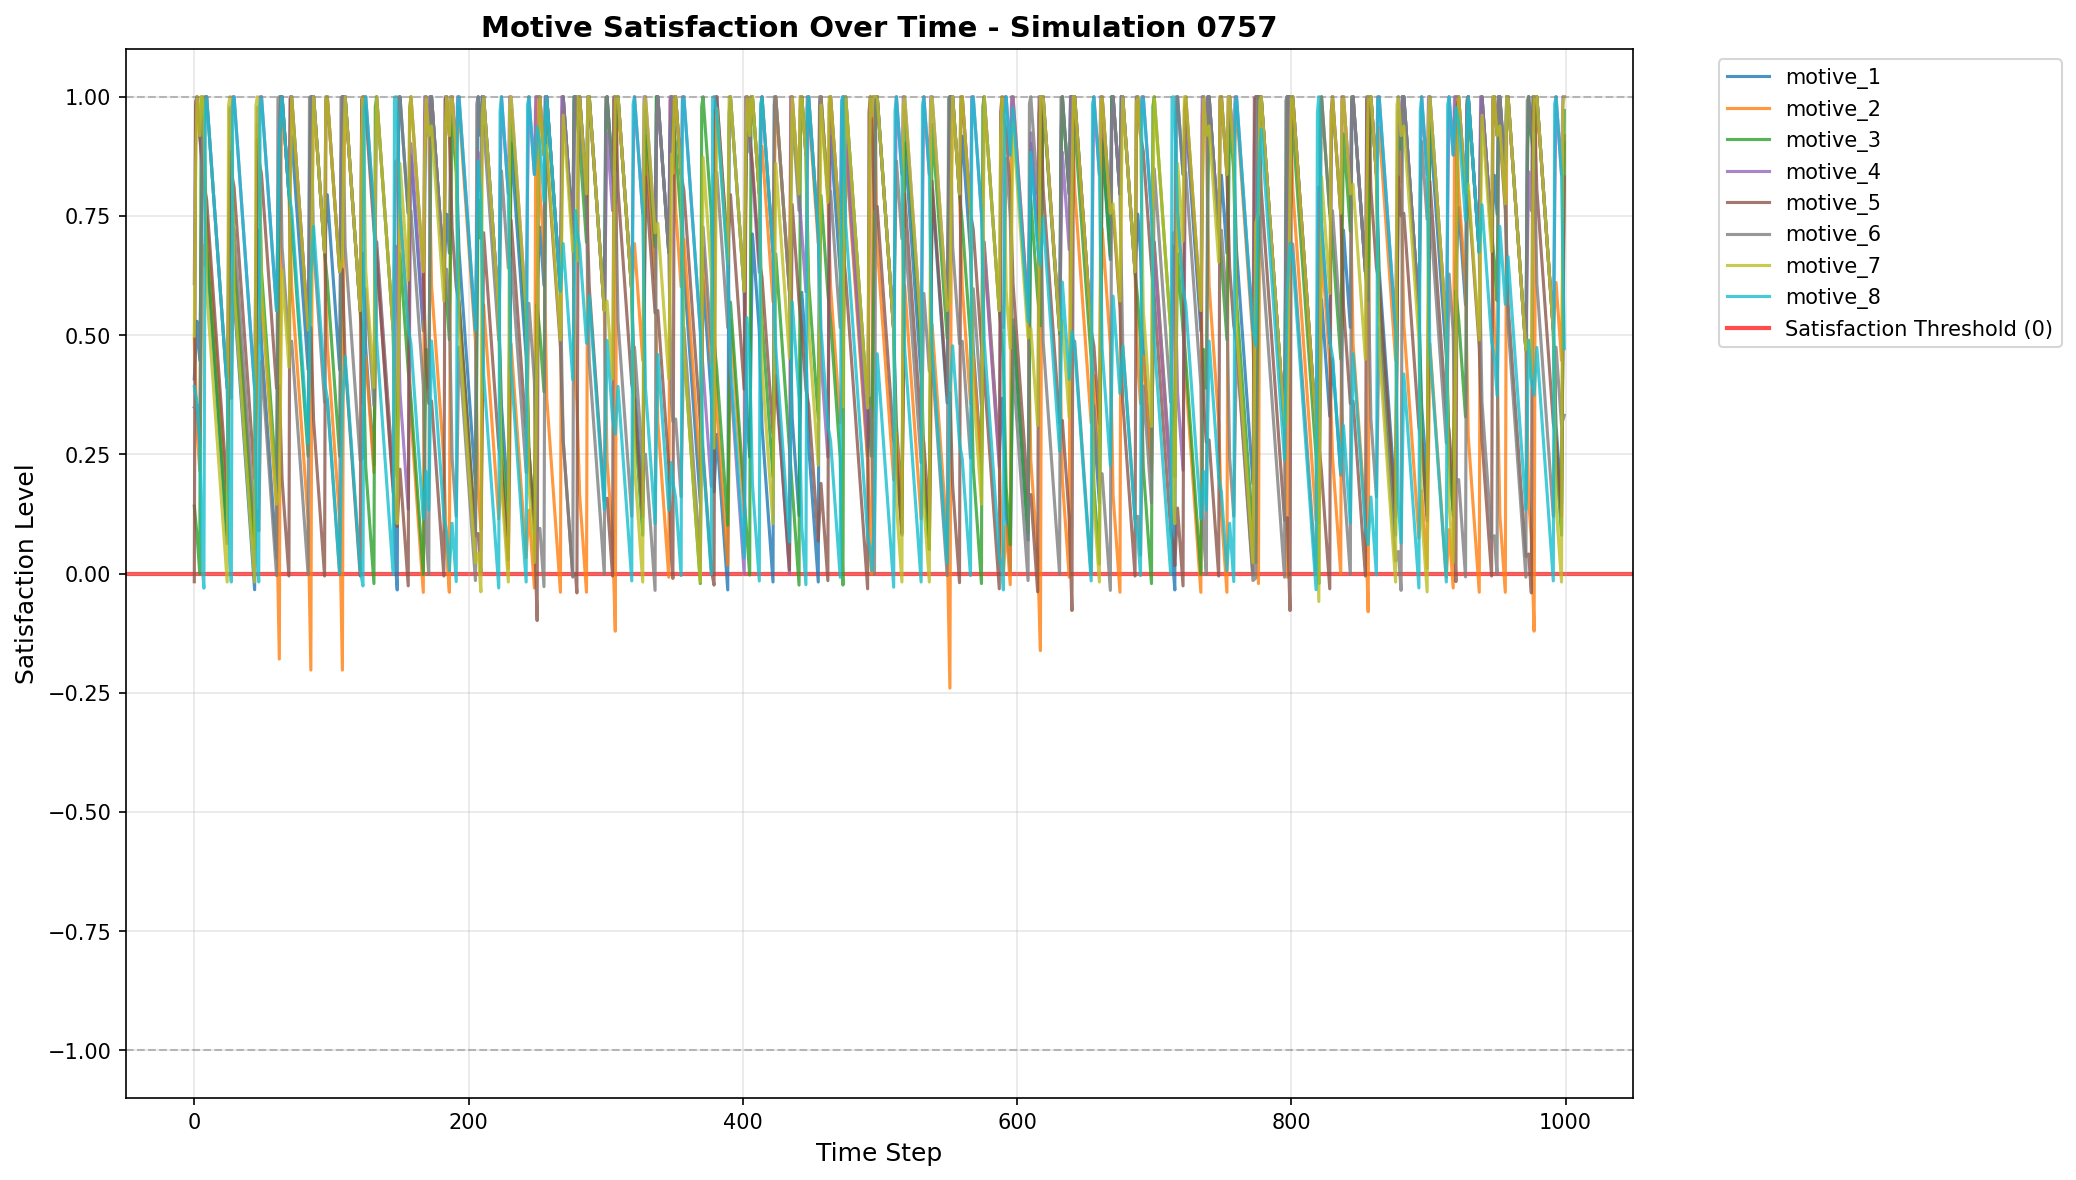 Motive Satisfaction Over Time - Simulation 0757
Satisfaction Level
1.00
0.75
0.50
0.25
0.00
−0.25
−0.50
−0.75
−1.00
0
200
400
600
800
1000
Time Step
motive_1
motive_2
motive_3
motive_4
motive_5
motive_6
motive_7
motive_8
Satisfaction Threshold (0)